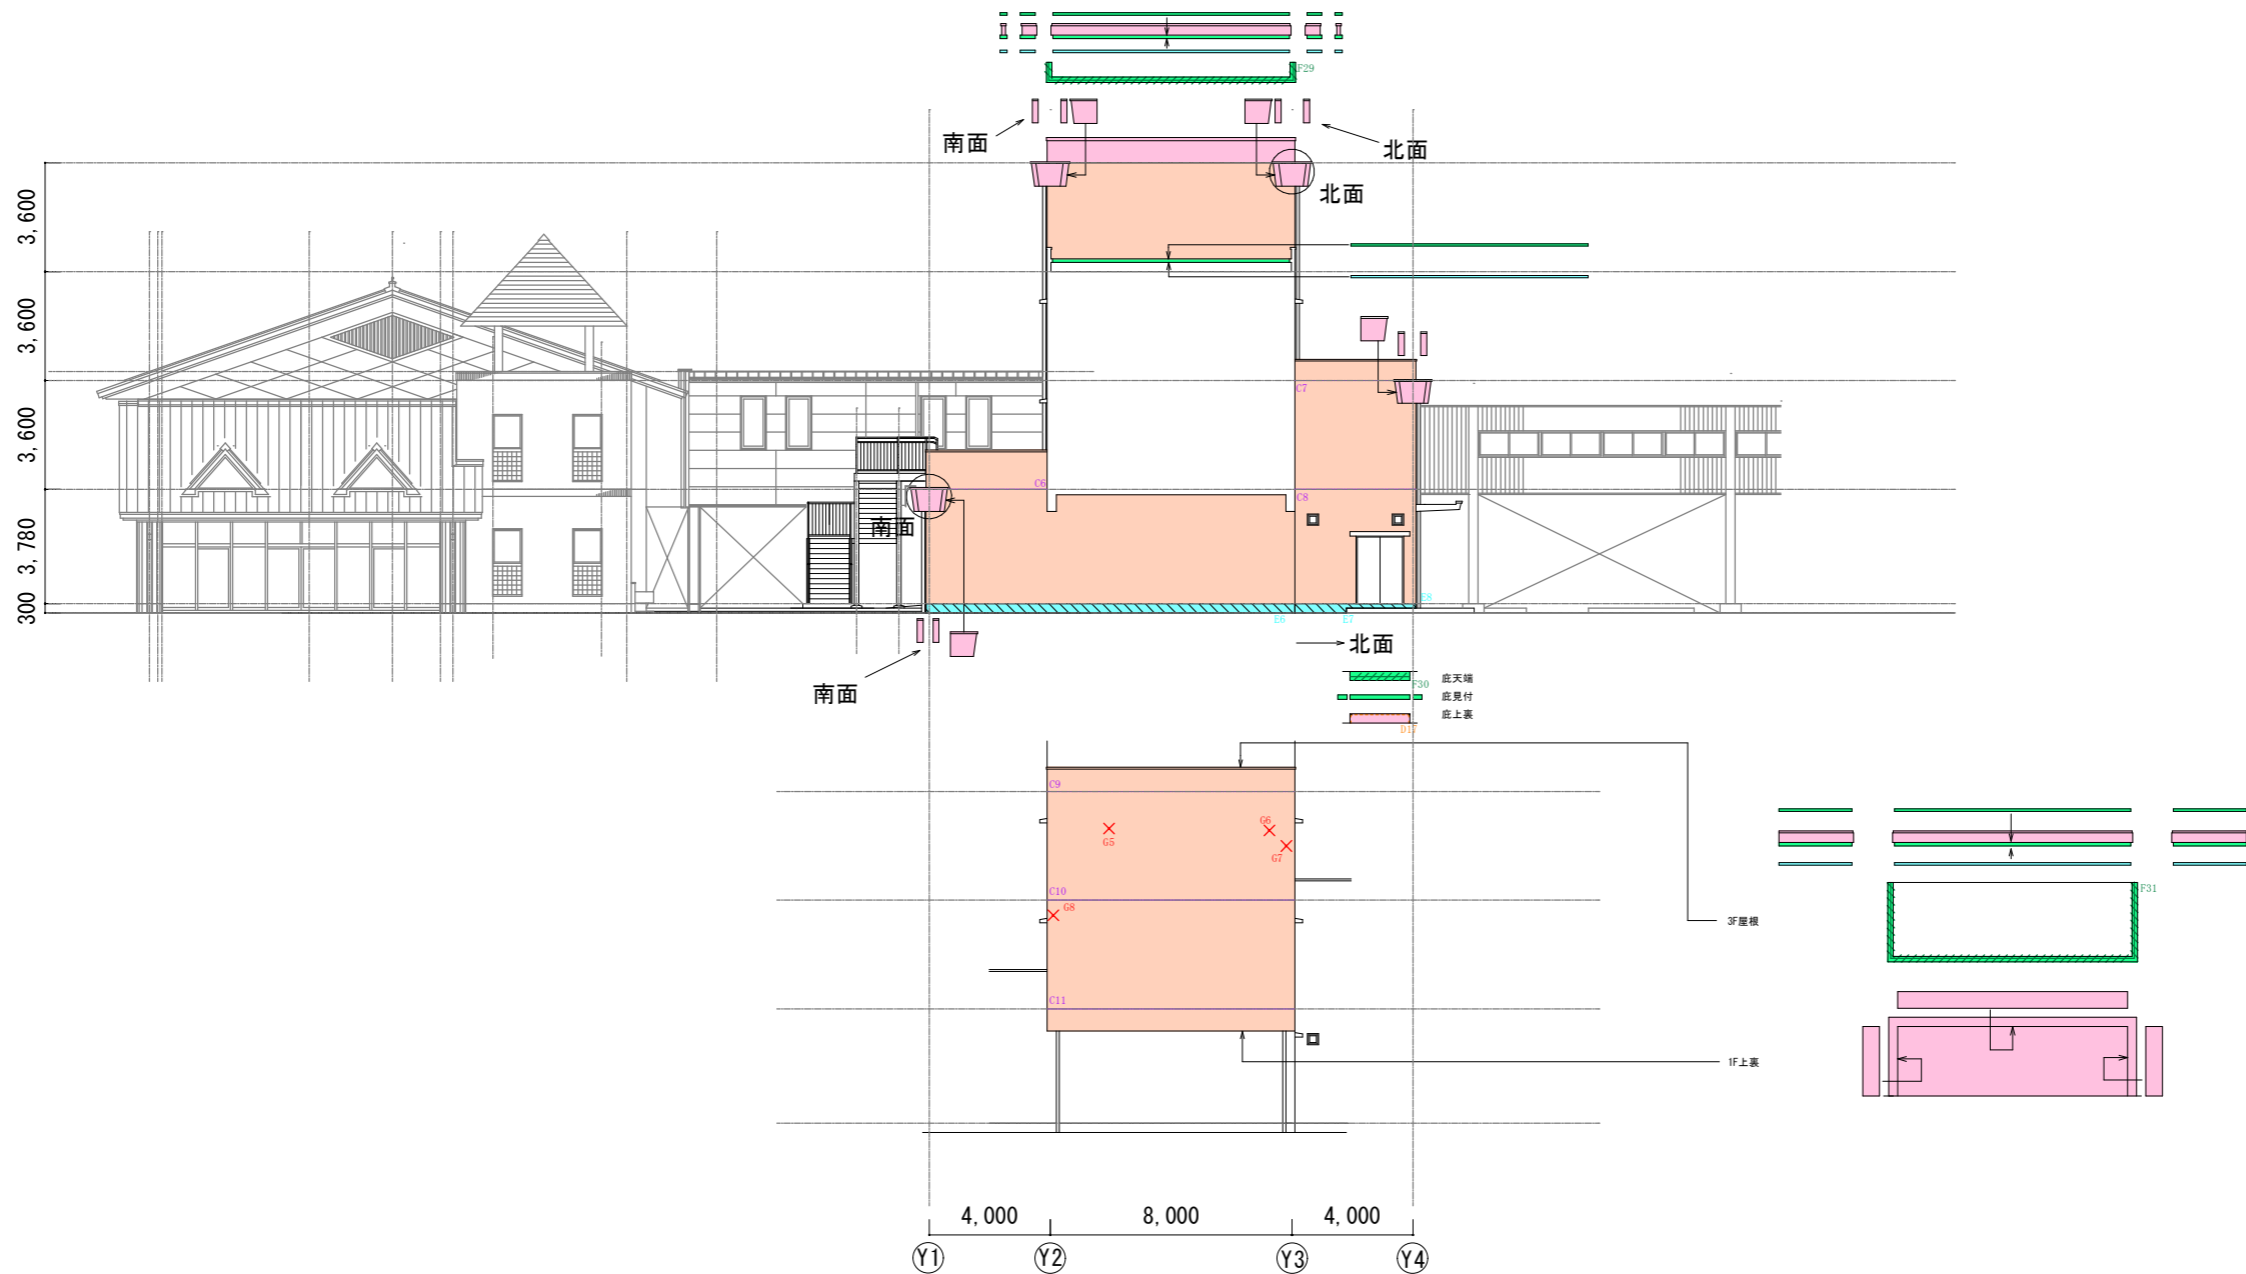 F29
南面
北面
3,600
北面
3,600
3,600
C7
C6
C8
南面
3,780
300
E8
E6
E7
北面
南面
F30
庇天端
庇見付
庇上裏
D17
C9
G5
G6
G7
F31
C10
G8
3F屋根
C11
1F上裏
4,000
8,000
4,000
Y1
Y2
Y3
Y4